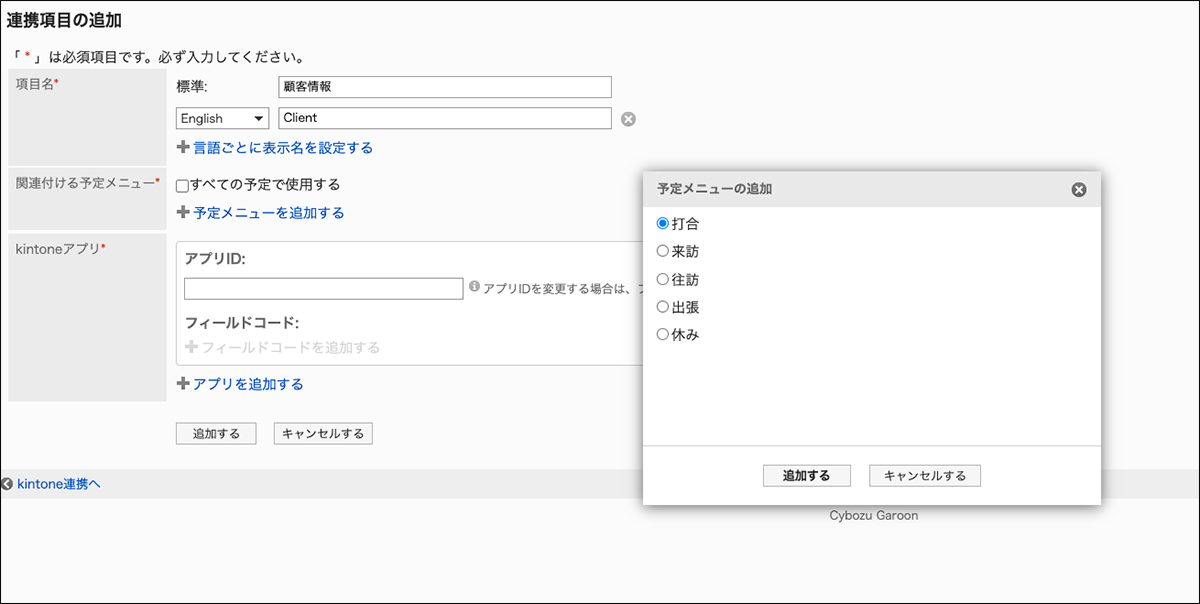 連携項目の追加
「 * 」は必須項目です。必ず入力してください。
項目名*
標準:
顧客情報
English
Client
言語ごとに表示名を設定する
関連付ける予定メニュー*
すべての予定で使用する
予定メニューを追加する
kintoneアプリ*
アプリID:
アプリIDを変更する場合は、
フィールドコード:
フィールドコードを追加する
アプリを追加する
追加する
キャンセルする
kintone連携へ
予定メニューの追加
打合
来訪
往訪
出張
休み
追加する
キャンセルする
Cybozu Garoon